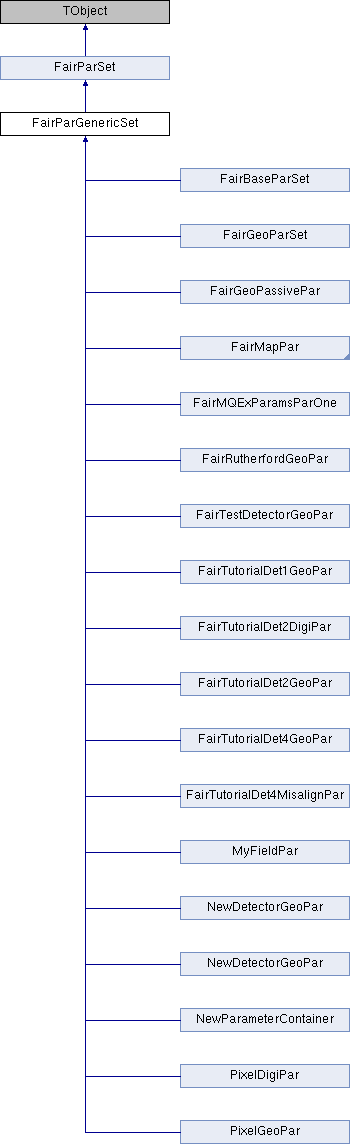 TObject
FairParSet
FairParGenericSet
FairBaseParSet
FairGeoParSet
FairGeoPassivePar
FairMapPar
FairMQExParamsParOne
FairRutherfordGeoPar
FairTestDetectorGeoPar
FairTutorialDet1GeoPar
FairTutorialDet2DigiPar
FairTutorialDet2GeoPar
FairTutorialDet4GeoPar
FairTutorialDet4MisalignPar
MyFieldPar
NewDetectorGeoPar
NewDetectorGeoPar
NewParameterContainer
PixelDigiPar
PixelGeoPar